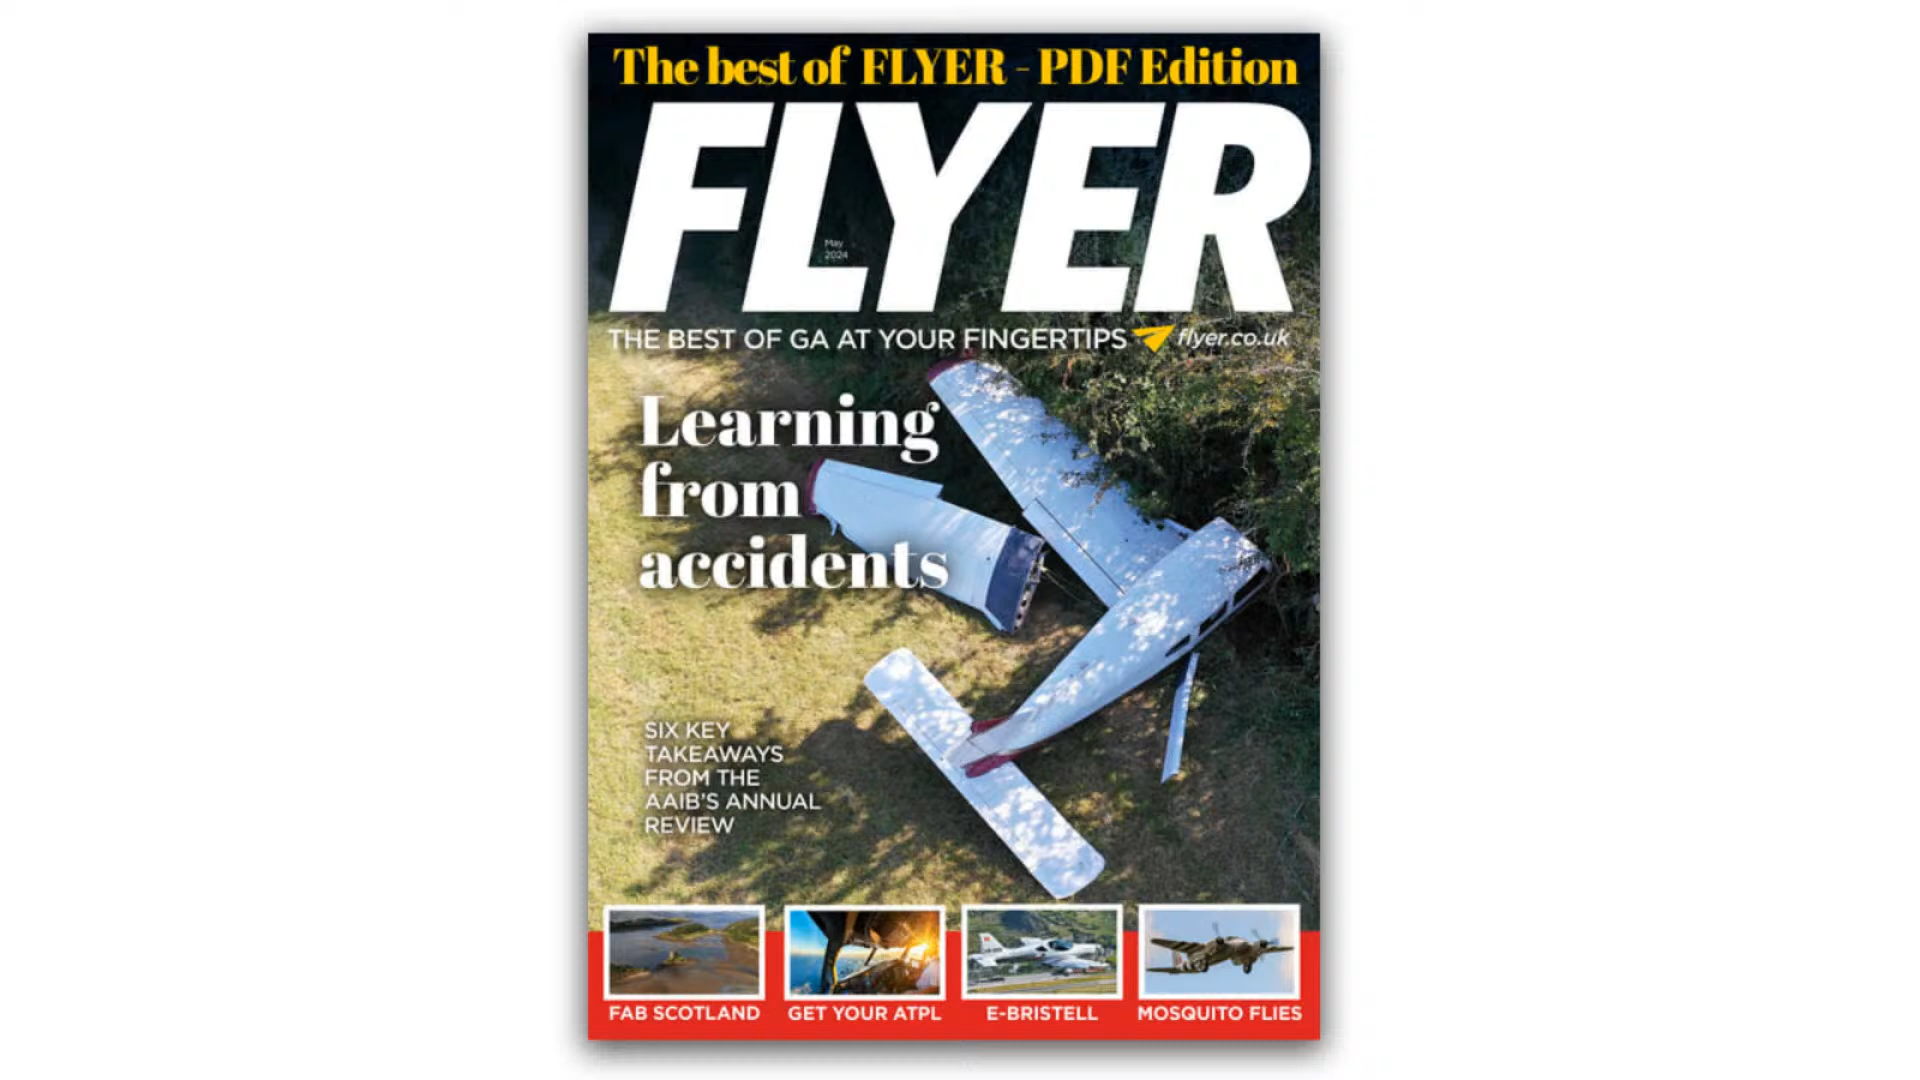 The best of FLYER - PDF Edition
FLYER
May
2024
THE BEST OF GA AT YOUR FINGERTIPS flyer.co.uk
Learning
from
accidents
SIX KEY
TAKEAWAYS
FROM THE
AAIB'S ANNUAL
REVIEW
FAB SCOTLAND
GET YOUR ATPL
E-BRISTELL
MOSQUITO FLIES